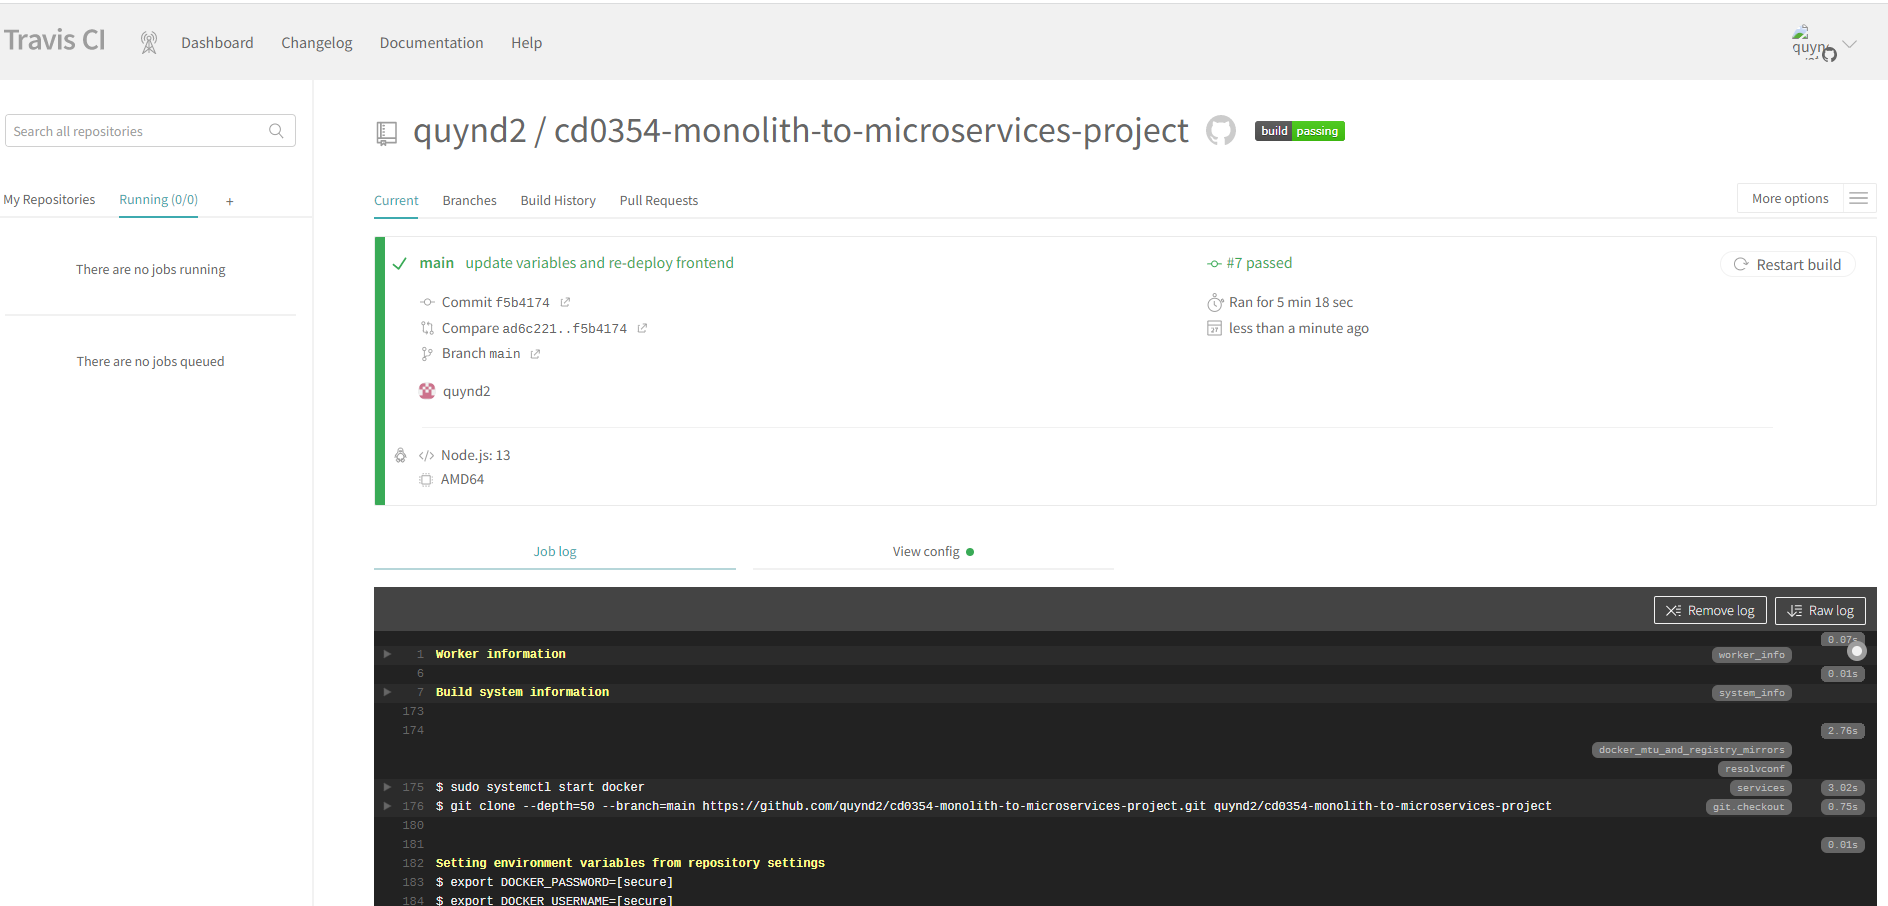 Travis CI
Dashboard
Changelog
Documentation
Help
quyn
Search all repositories
My Repositories
Running (0/0)
+
There are no jobs running
There are no jobs queued
quynd2 / cd0354-monolith-to-microservices-project
build passing
Current
Branches
Build History
Pull Requests
More options
main update variables and re-deploy frontend
Commit f5b4174
Compare ad6c221..f5b4174
Branch main
quynd2
#7 passed
Ran for 5 min 18 sec
less than a minute ago
Restart build
Node.js: 13
AMD64
Job log
View config
Remove log
Raw log
0.07s
1 Worker information worker_info
6 0.01s
7 Build system information system_info
173
174 2.76s
docker_mtu_and_registry_mirrors
resolvconf
175 $ sudo systemctl start docker services 3.02s
176 $ git clone --depth=50 --branch=main https://github.com/quynd2/cd0354-monolith-to-microservices-project.git quynd2/cd0354-monolith-to-microservices-project git.checkout 0.75s
180
181 0.01s
182 Setting environment variables from repository settings
183 $ export DOCKER_PASSWORD=[secure]
184 $ export DOCKER_USERNAME=[secure]